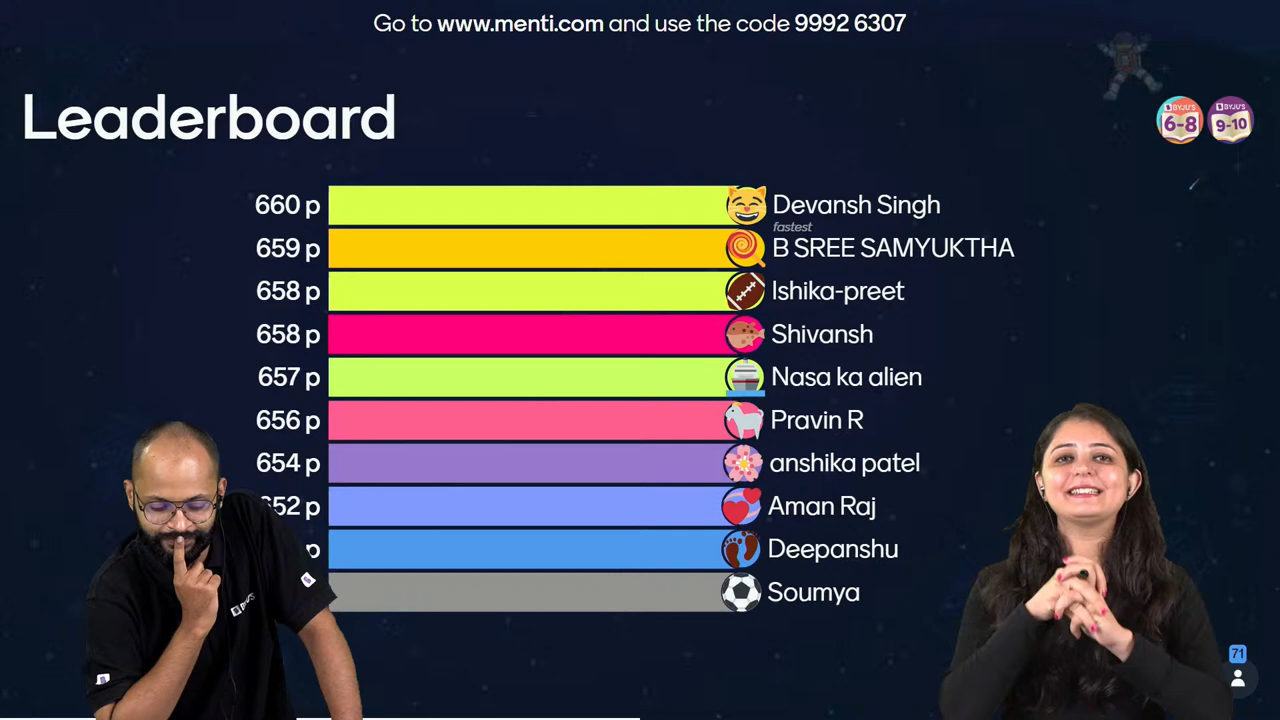 Go to www.menti.com and use the code 9992 6307
Leaderboard
BYJU'S
6-8
BYJU'S
9-10
660 p Devansh Singh
fastest
659 p B SREE SAMYUKTHA
658 p Ishika-preet
658 p Shivansh
657 p Nasa ka alien
656 p Pravin R
654 p anshika patel
652 p Aman Raj
p Deepanshu
Soumya
BYJU'S
71